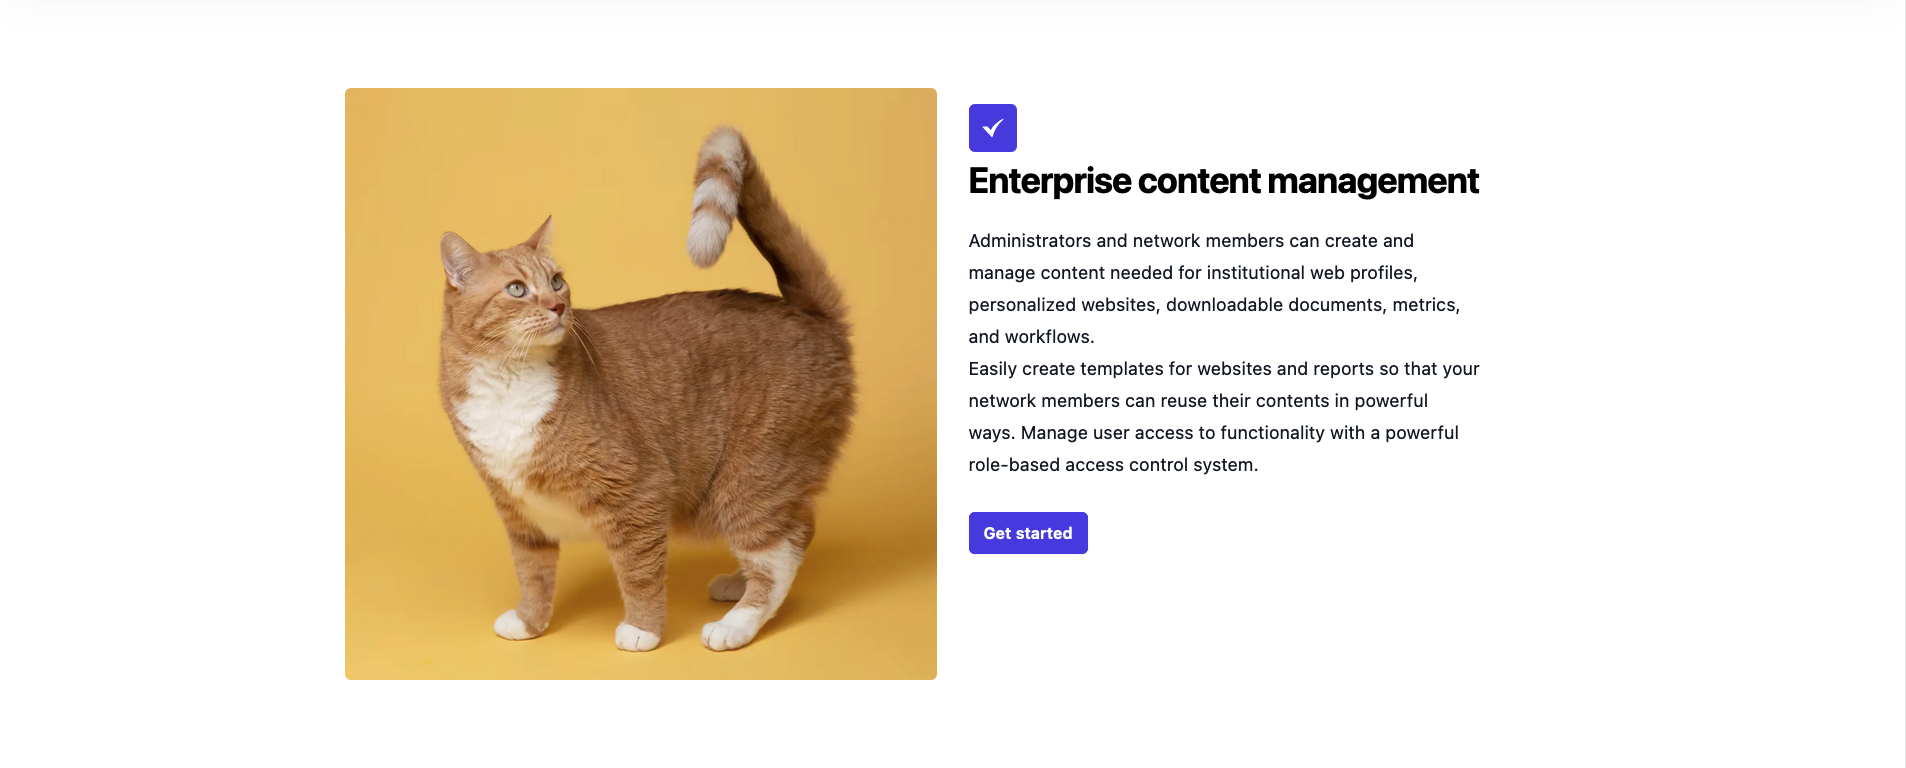 Enterprise content management
Administrators and network members can create and
manage content needed for institutional web profiles,
personalized websites, downloadable documents, metrics,
and workflows.
Easily create templates for websites and reports so that your
network members can reuse their contents in powerful
ways. Manage user access to functionality with a powerful
role-based access control system.
Get started